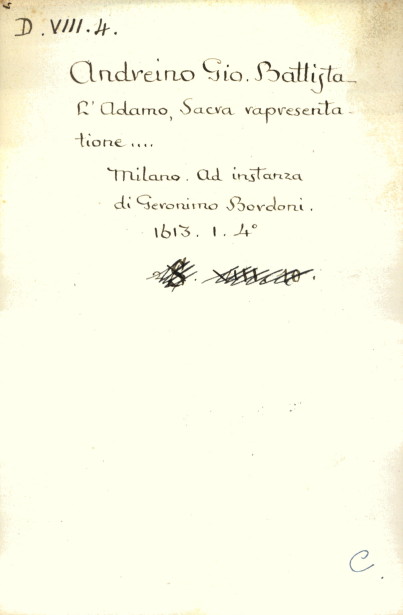 D. VIII. 4.
Andreino Gio. Battista
L' Adamo, Sacra rapresenta-
tione ....
Milano. Ad instanza
di Geronimo Bordoni.
1613. 1. 4°
C.